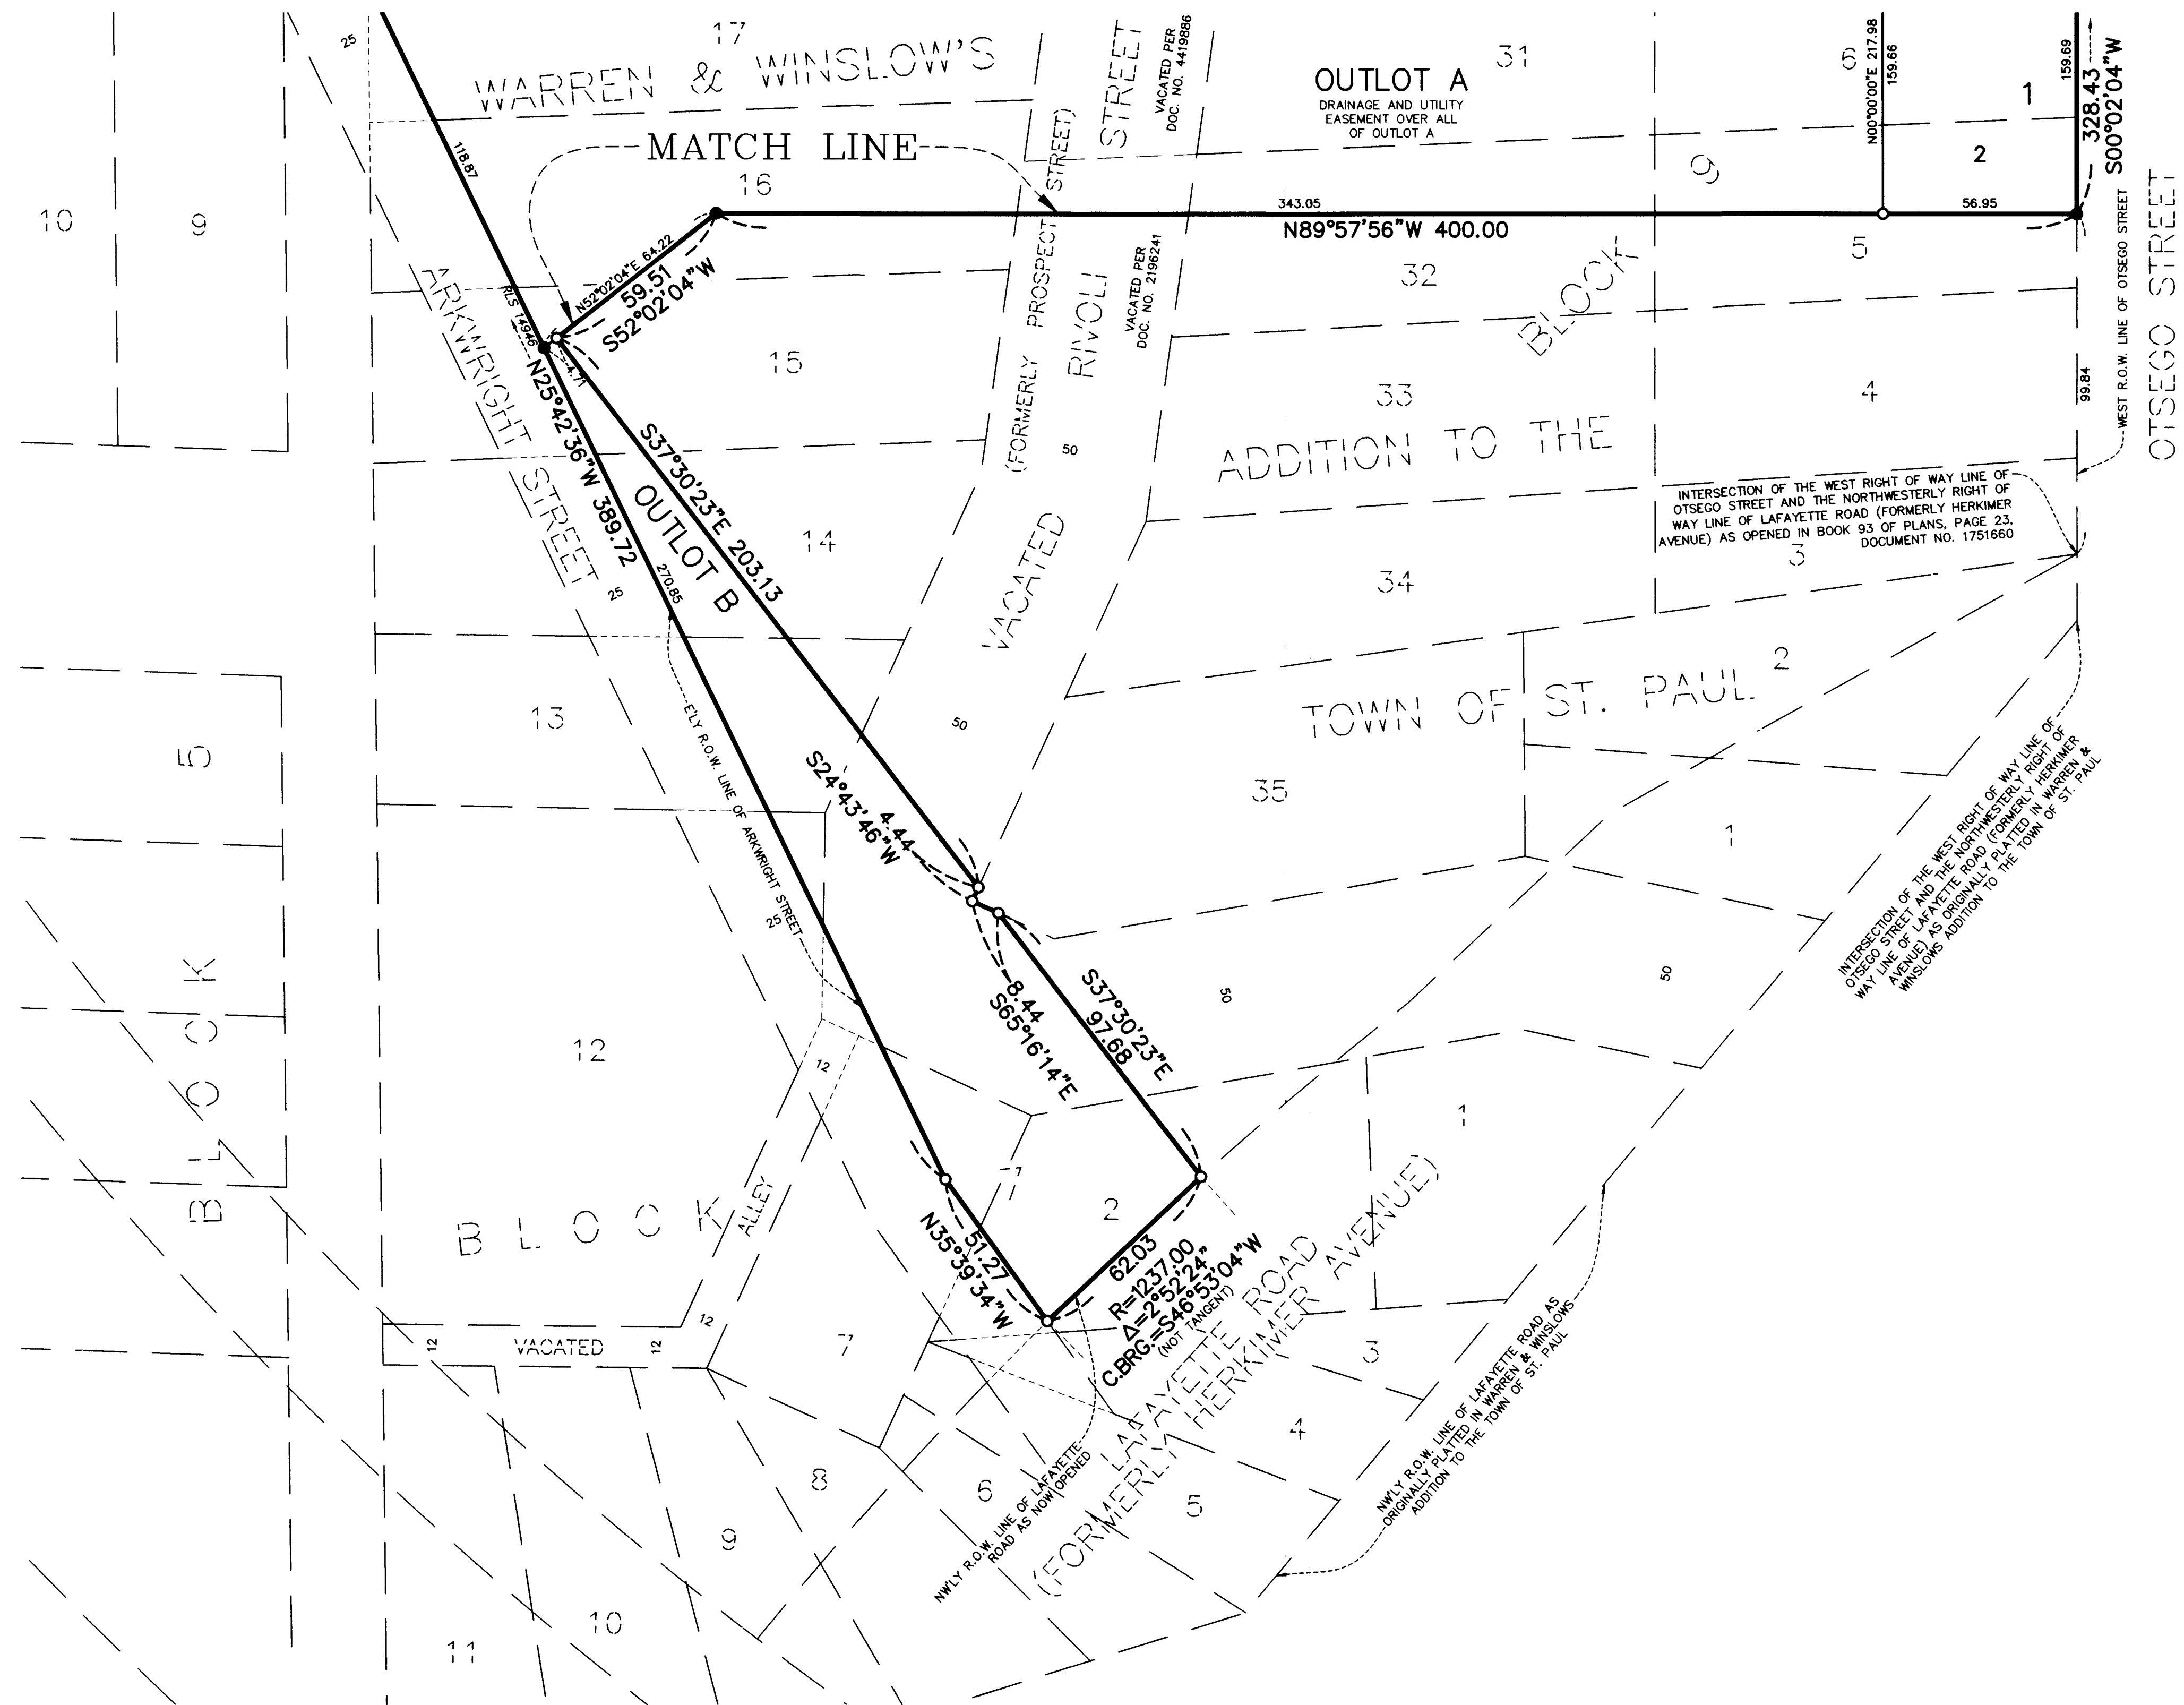 17
25
WARREN & WINSLOW'S
STREET
VACATED PER
DOC. NO. 4419886
31
OUTLOT A
DRAINAGE AND UTILITY
EASEMENT OVER ALL
OF OUTLOT A
6
N00°00'00"E 217.98
159.66
1
159.69
328.43
S00°02'04"W
MATCH LINE
118.87
16
9
2
10
9
343.05
N89°57'56"W 400.00
56.95
5
WEST R.O.W. LINE OF OTSEGO STREET
OTSEGO STREET
N52°02'04"E 64.22
59.51
S52°02'04"W
RLS 14946
4.71
ARKWRIGHT STREET
15
(FORMERLY PROSPECT STREET)
RIVOLI
VACATED PER
DOC. NO. 2196241
32
BLOCK
33
4
99.84
N25°42'36"W 389.72
S37°30'23"E 203.13
50
ADDITION TO THE
INTERSECTION OF THE WEST RIGHT OF WAY LINE OF
OTSEGO STREET AND THE NORTHWESTERLY RIGHT OF
WAY LINE OF LAFAYETTE ROAD (FORMERLY HERKIMER
AVENUE) AS OPENED IN BOOK 93 OF PLANS, PAGE 23,
DOCUMENT NO. 1751660
3
OUTLOT B
14
VACATED
34
270.85
25
2
TOWN OF ST. PAUL
13
50
5
E'LY R.O.W. LINE OF ARKWRIGHT STREET
25
S24°43'46"W
4.44
35
1
INTERSECTION OF THE WEST RIGHT OF WAY LINE OF
OTSEGO STREET AND THE NORTHWESTERLY RIGHT OF
WAY LINE OF LAFAYETTE ROAD (FORMERLY HERKIMER
AVENUE) AS ORIGINALLY PLATTED IN WARREN &
WINSLOWS ADDITION TO THE TOWN OF ST. PAUL
50
50
8.44
S65°16'14"E
S37°30'23"E
97.68
BLOCK
12
12
1
7
2
BLOCK
ALLEY
51.27
N35°39'34"W
62.03
R=1237.00
Δ=2°52'24"
C.BRG.=S46°53'04"W
(NOT TANGENT)
LAFAYETTE ROAD
(FORMERLY HERKIMER AVENUE)
12
VACATED
12
12
7
3
4
NW'LY R.O.W. LINE OF LAFAYETTE ROAD AS
ORIGINALLY PLATTED IN WARREN & WINSLOWS
ADDITION TO THE TOWN OF ST. PAUL
NW'LY R.O.W. LINE OF LAFAYETTE
ROAD AS NOW OPENED
8
6
5
9
10
11